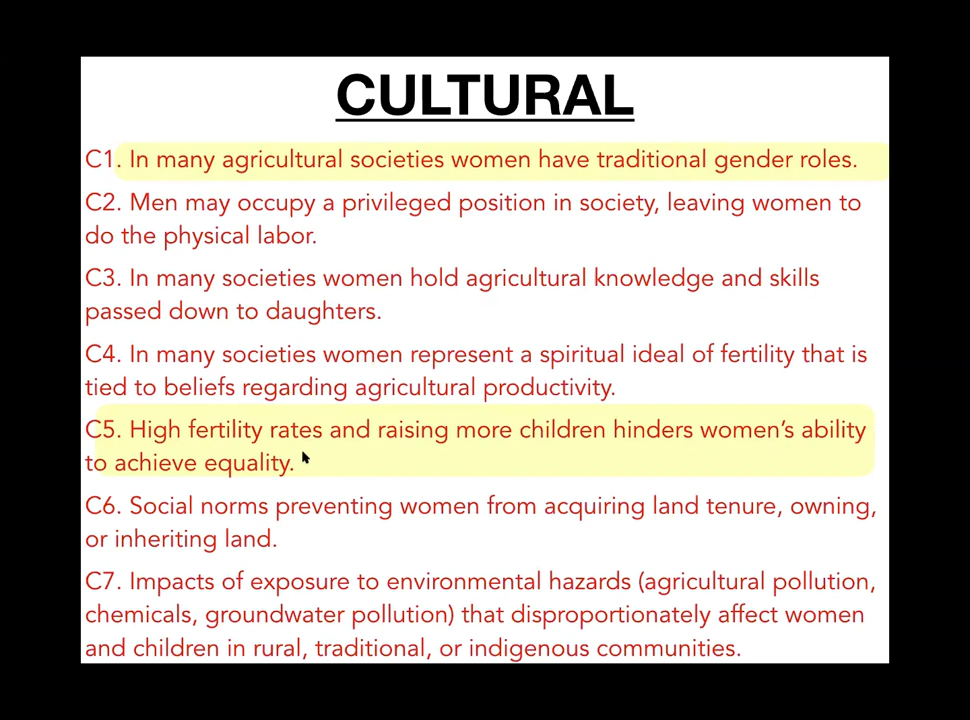 CULTURAL
C1. In many agricultural societies women have traditional gender roles.
C2. Men may occupy a privileged position in society, leaving women to
do the physical labor.
C3. In many societies women hold agricultural knowledge and skills
passed down to daughters.
C4. In many societies women represent a spiritual ideal of fertility that is
tied to beliefs regarding agricultural productivity.
C5. High fertility rates and raising more children hinders women’s ability
to achieve equality.
C6. Social norms preventing women from acquiring land tenure, owning,
or inheriting land.
C7. Impacts of exposure to environmental hazards (agricultural pollution,
chemicals, groundwater pollution) that disproportionately affect women
and children in rural, traditional, or indigenous communities.